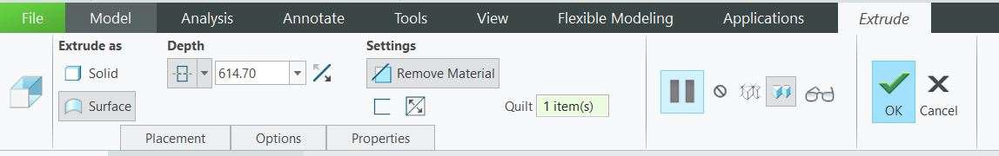 File Model Analysis Annotate Tools View Flexible Modeling Applications Extrude
Extrude as Depth Settings
Solid 614.70 Remove Material
Surface Quilt 1 item(s) OK Cancel
Placement Options Properties